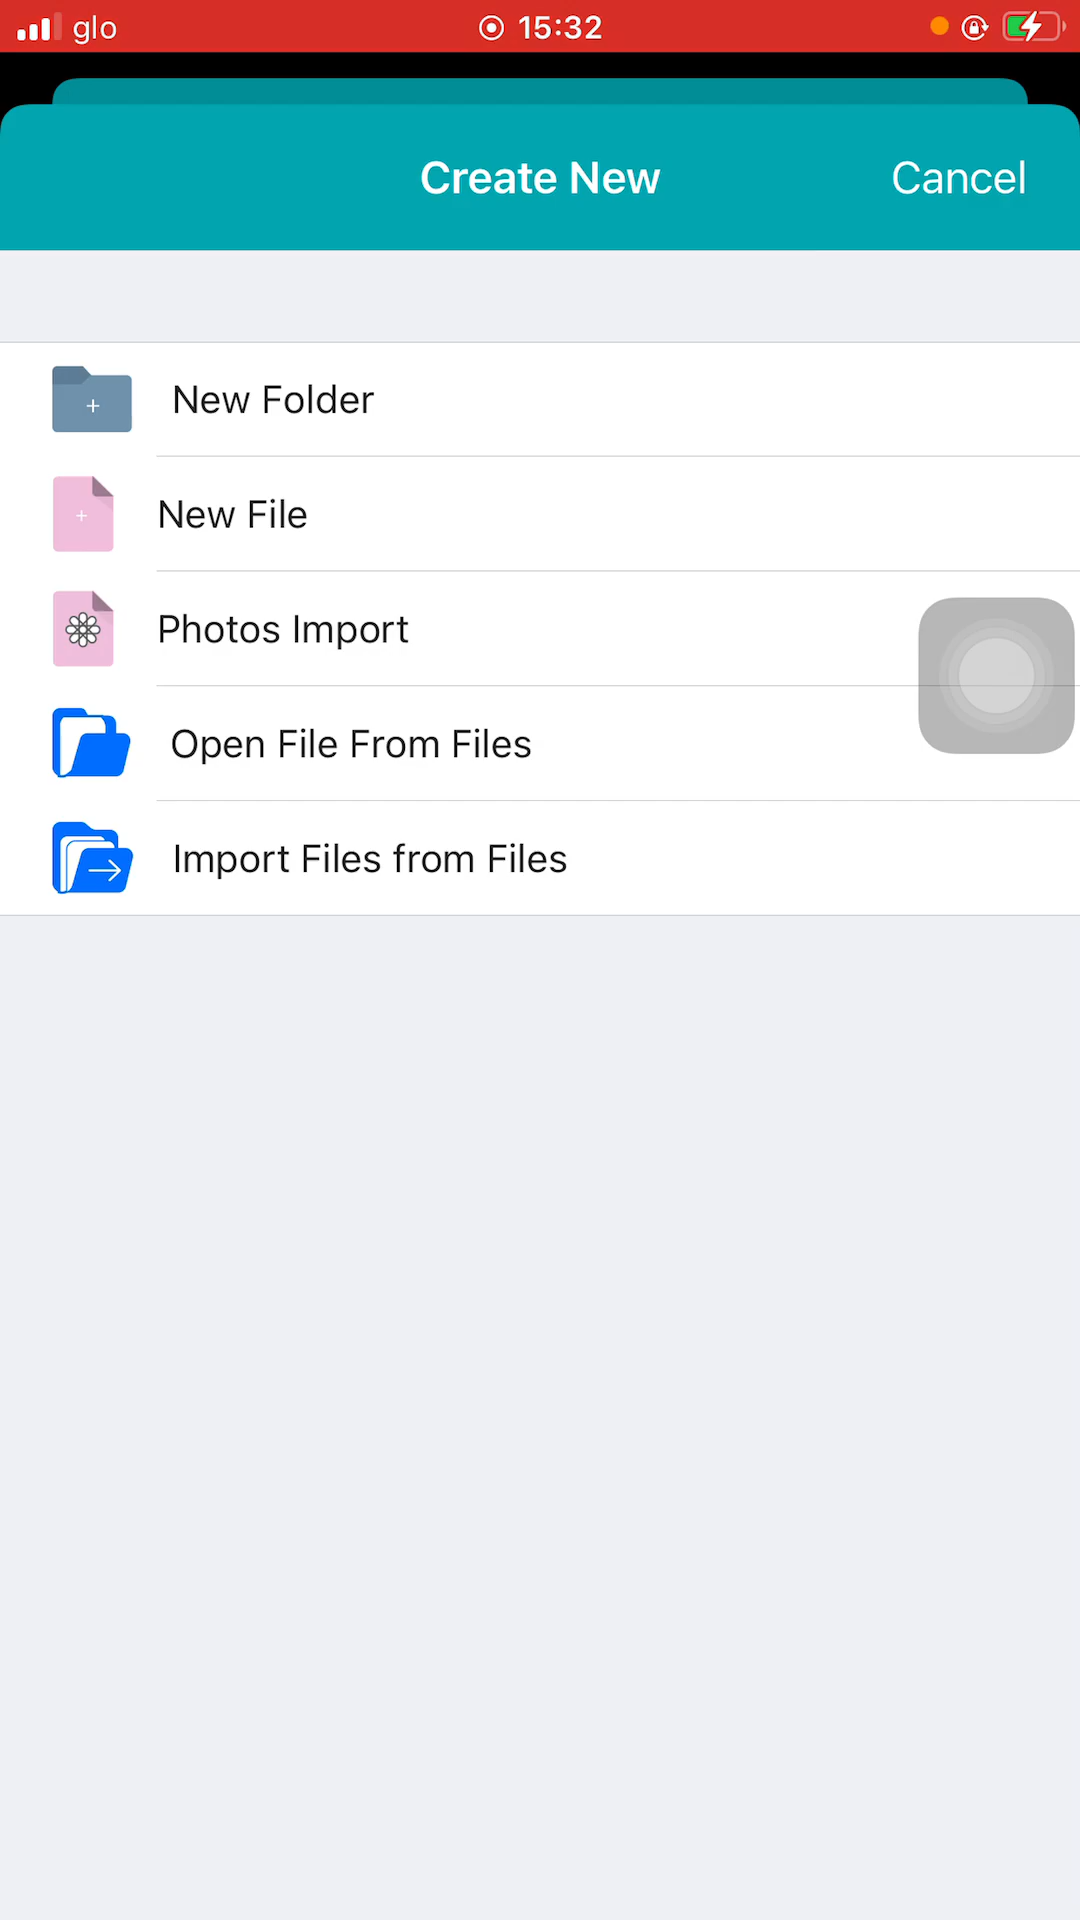 glo 15:32
Create New Cancel
New Folder
New File
Photos Import
Open File From Files
Import Files from Files